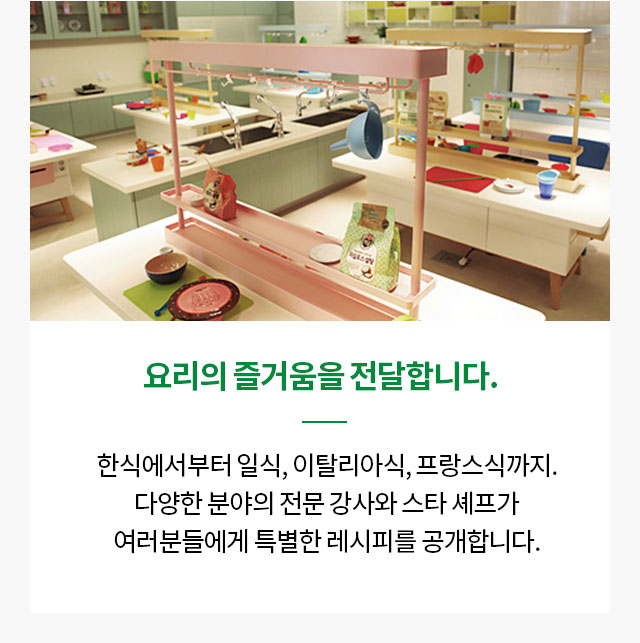 요리의 즐거움을 전달합니다.
한식에서부터 일식, 이탈리아식, 프랑스식까지.
다양한 분야의 전문 강사와 스타 셰프가
여러분들에게 특별한 레시피를 공개합니다.